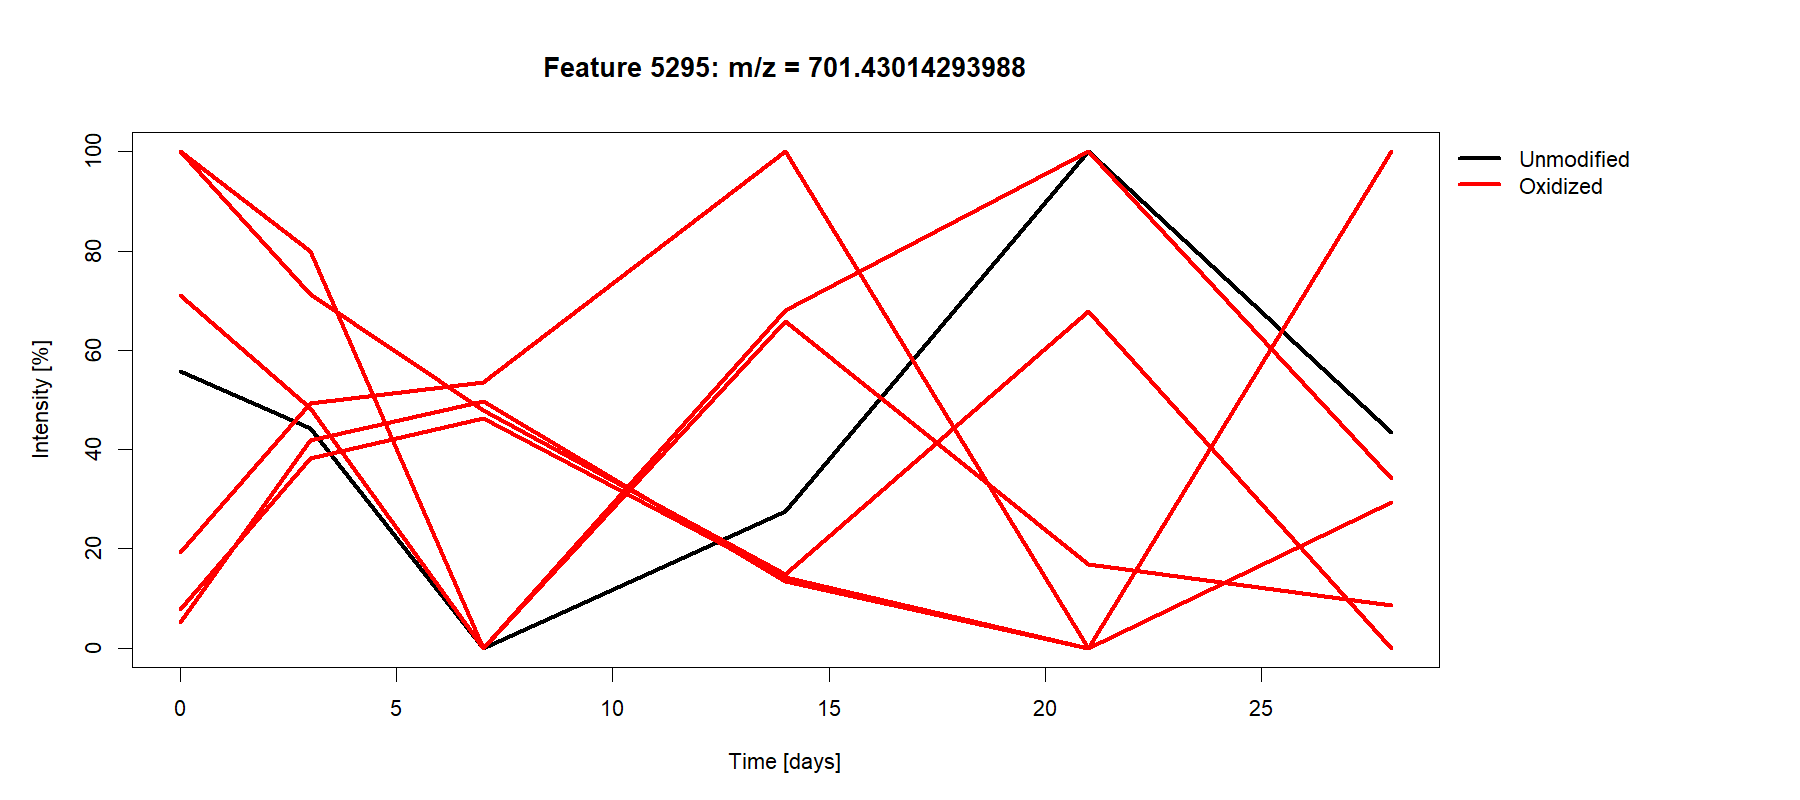 Feature 5295: m/z = 701.43014293988
Unmodified
Oxidized
Intensity [%]
100
80
60
40
20
0
0 5 10 15 20 25
Time [days]